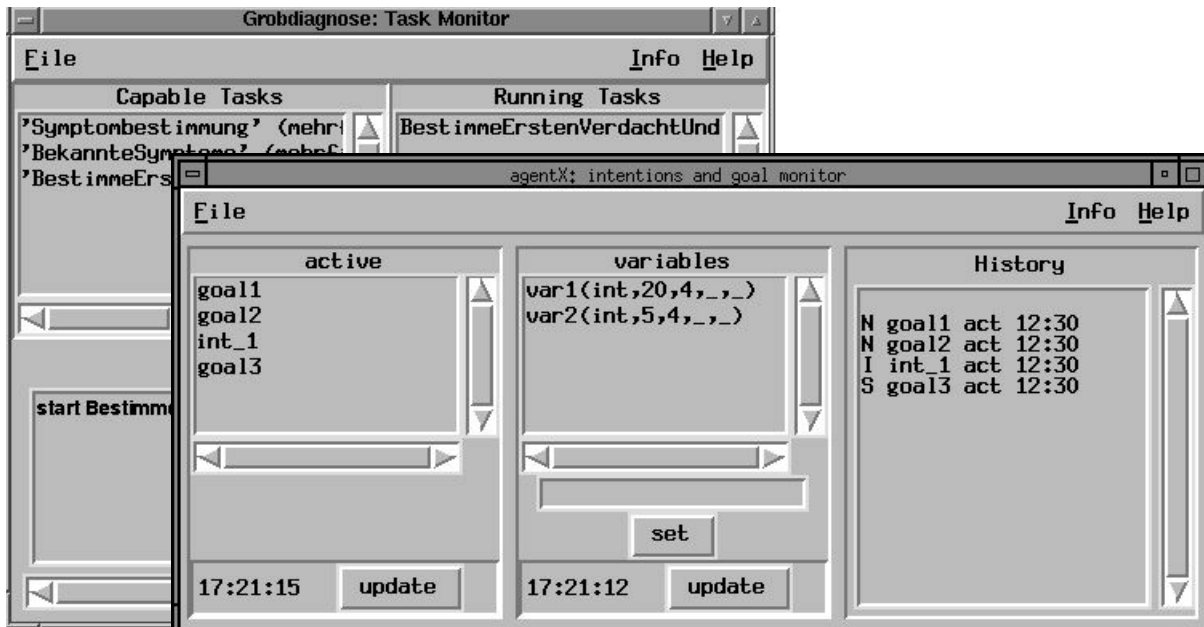 Grobdiagnose: Task Monitor
File Info Help
Capable Tasks Running Tasks
'Symptombestimmung' (mehrf
'BekannteSymptome' (mehrf
'BestimmeErs
BestimmeErstenVerdachtUnd
start Bestimme
agentX: intentions and goal monitor
File Info Help
active
goal1
goal2
int_1
goal3
17:21:15 update
variables
var1(int,20,4,_,_)
var2(int,5,4,_,_)
set
17:21:12 update
History
N goal1 act 12:30
N goal2 act 12:30
I int_1 act 12:30
S goal3 act 12:30